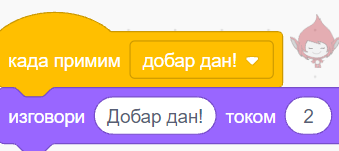 када примим добар дан!
изговори Добар дан! током 2